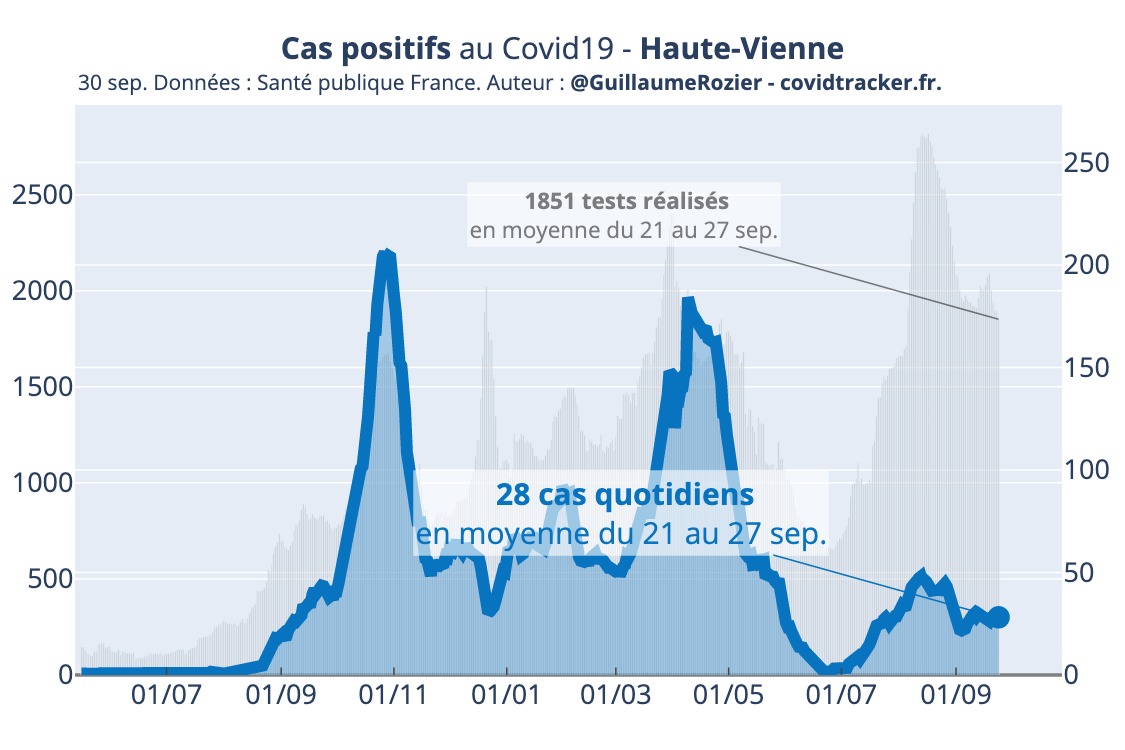 Cas positifs au Covid19 - Haute-Vienne
30 sep. Données : Santé publique France. Auteur : @GuillaumeRozier - covidtracker.fr.
250
2500
1851 tests réalisés
en moyenne du 21 au 27 sep.
200
2000
150
1500
100
1000
28 cas quotidiens
en moyenne du 21 au 27 sep.
50
500
0
0
01/07 01/09 01/11 01/01 01/03 01/05 01/07 01/09